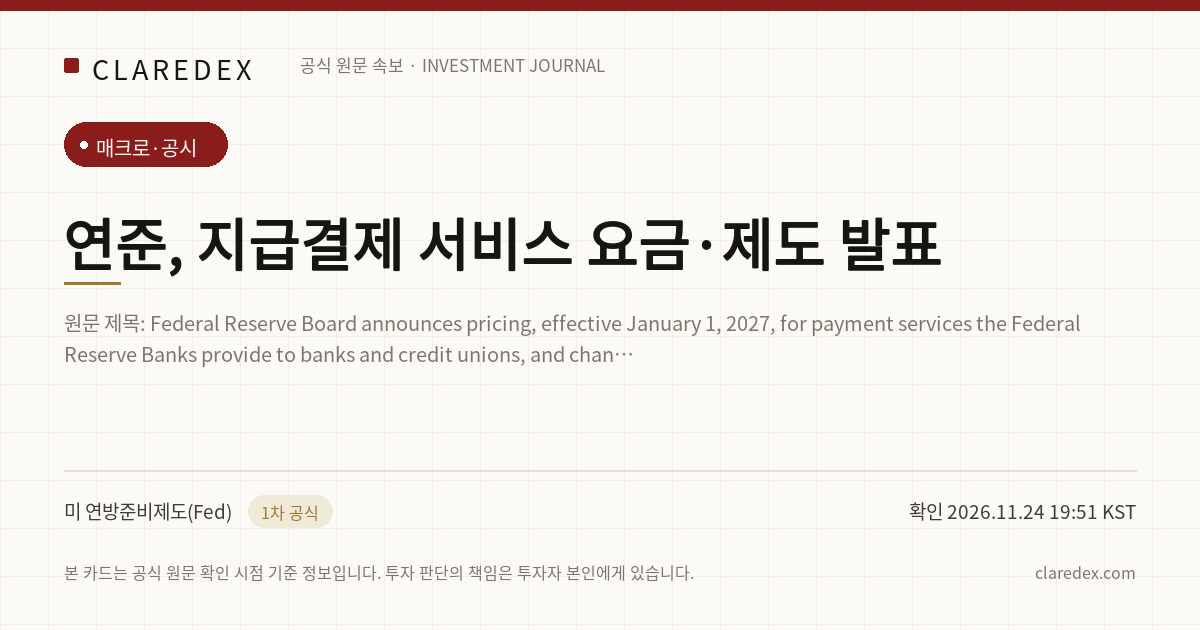 CLAREDEX
공식 원문 속보 · INVESTMENT JOURNAL
매크로·공시
연준, 지급결제 서비스 요금·제도 발표
원문 제목: Federal Reserve Board announces pricing, effective January 1, 2027, for payment services the Federal
Reserve Banks provide to banks and credit unions, and chan…
미 연방준비제도(Fed)
1차 공식
확인 2026.11.24 19:51 KST
본 카드는 공식 원문 확인 시점 기준 정보입니다. 투자 판단의 책임은 투자자 본인에게 있습니다.
claredex.com